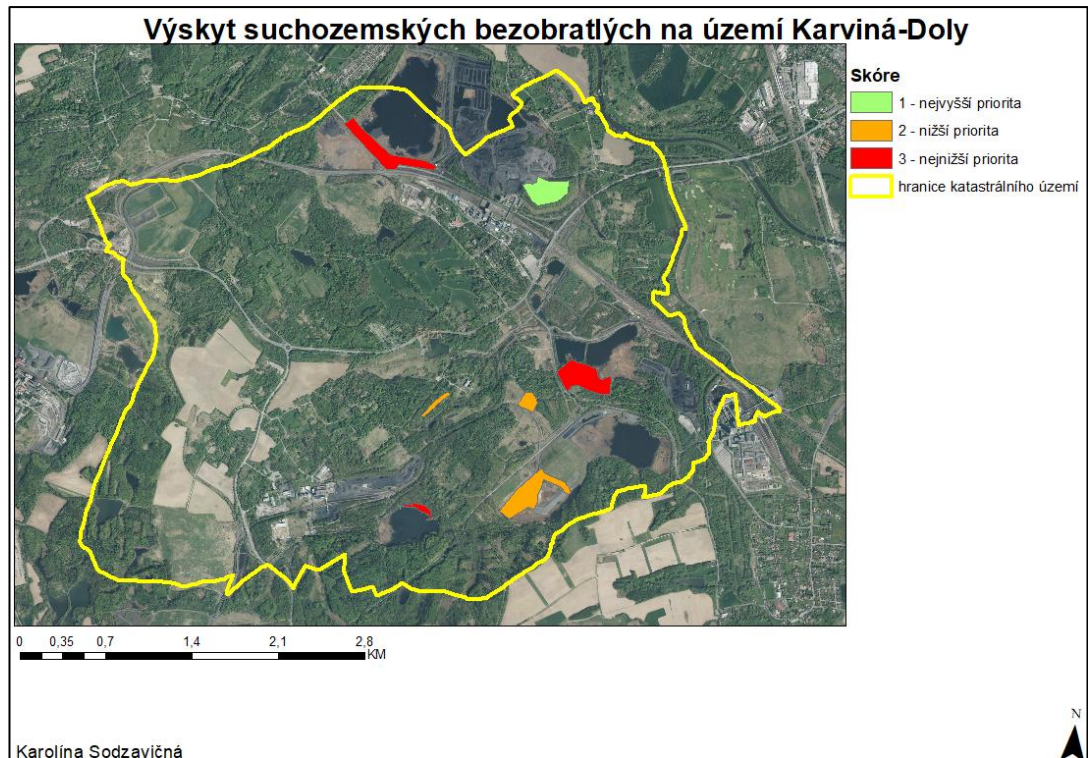 Výskyt suchozemských bezobratlých na území Karviná-Doly
Skóre
1 - nejvyšší priorita
2 - nižší priorita
3 - nejnižší priorita
hranice katastrálního území
0 0,35 0,7 1,4 2,1 2,8
KM
N
Karolína Sodzavičná